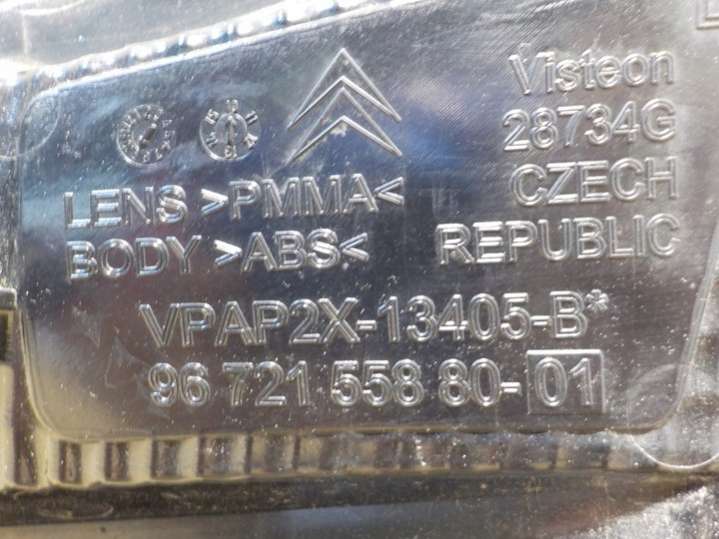 Visteon
28734G
LENS >PMMA< CZECH
BODY >ABS< REPUBLIC
VPAP2X-13405-B*
96 721 558 80-01